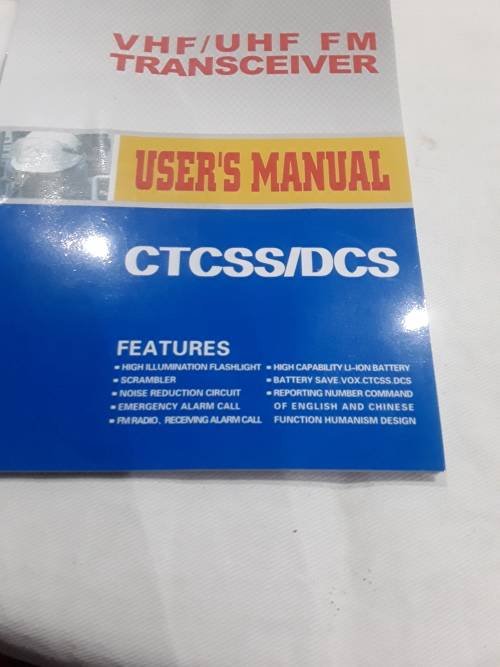 VHF/UHF FM
TRANSCEIVER
USER'S MANUAL
CTCSS/DCS
FEATURES
HIGH ILLUMINATION FLASHLIGHT
SCRAMBLER
NOISE REDUCTION CIRCUIT
EMERGENCY ALARM CALL
FM RADIO、RECEIVING ALARM CALL
HIGH CAPABILITY LI-ION BATTERY
BATTERY SAVE.VOX.CTCSS.DCS
REPORTING NUMBER COMMAND
OF ENGLISH AND CHINESE
FUNCTION HUMANISM DESIGN